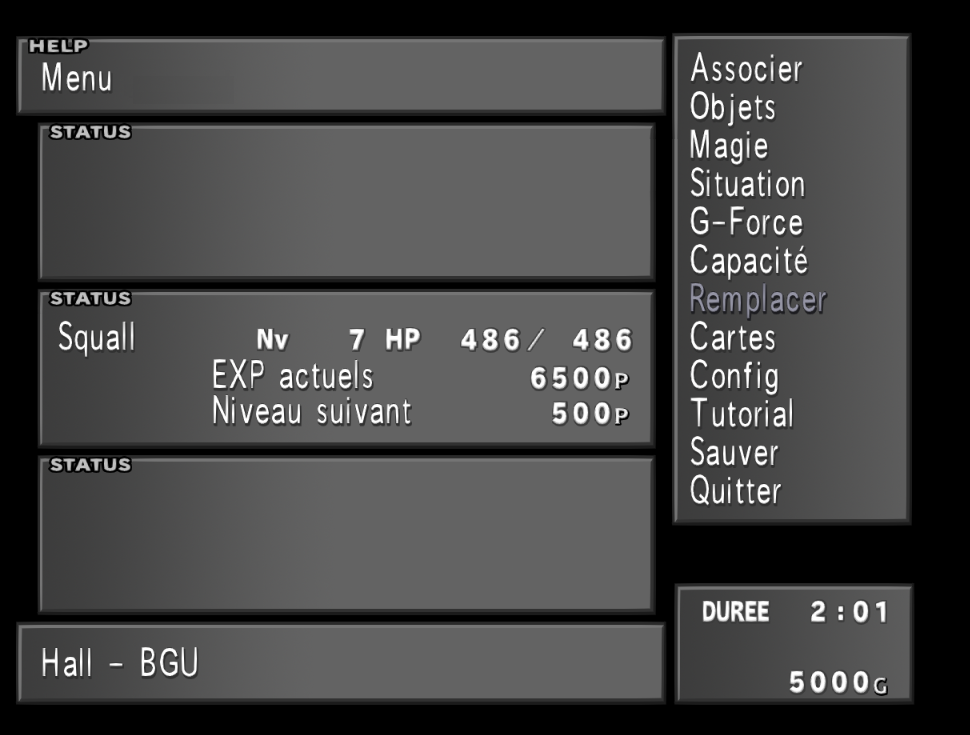 HELP
Menu
STATUS
STATUS
Squall Nv 7 HP 486/ 486
EXP actuels 6500P
Niveau suivant 500P
STATUS
Hall - BGU
Associer
Objets
Magie
Situation
G-Force
Capacité
Remplacer
Cartes
Config
Tutorial
Sauver
Quitter
DUREE 2:01
5000G